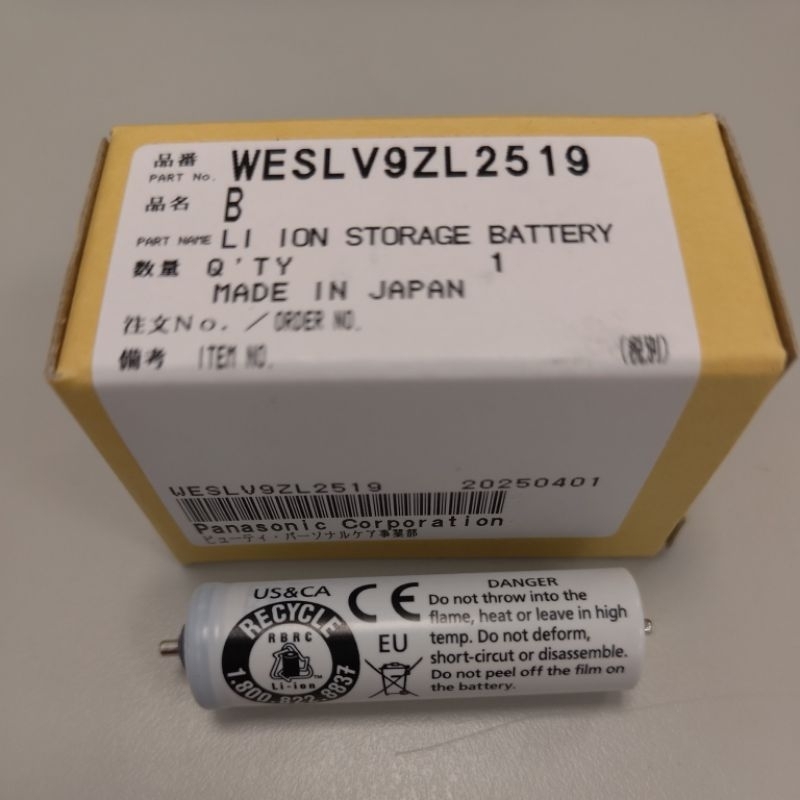 品番 WESLV9ZL2519
PART No.
品名 B
PART NAME LI ION STORAGE BATTERY
数量 Q'TY 1
MADE IN JAPAN
注文No./ORDER NO.
備考 ITEM NO. (税別)
WESLV9ZL2519 20250401
Panasonic Corporation
ビューティ・パーソナルケア事業部
US&CA
RECYCLE
RBRC
Li-ion
TM
1.800.822.8837
CE
EU
DANGER
Do not throw into the
flame, heat or leave in high
temp. Do not deform,
short-circut or disassemble.
Do not peel off the film on
the battery.